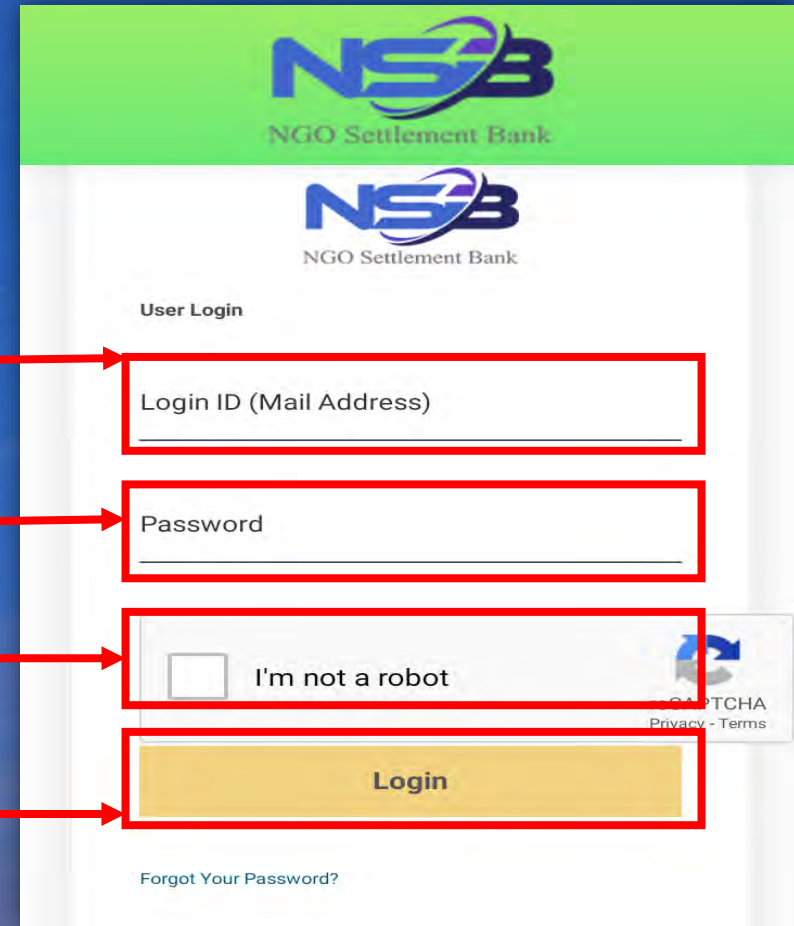 NSB
NGO Settlement Bank
NSB
NGO Settlement Bank
User Login
Login ID (Mail Address)
Password
I'm not a robot
reCAPTCHA
Privacy - Terms
Login
Forgot Your Password?